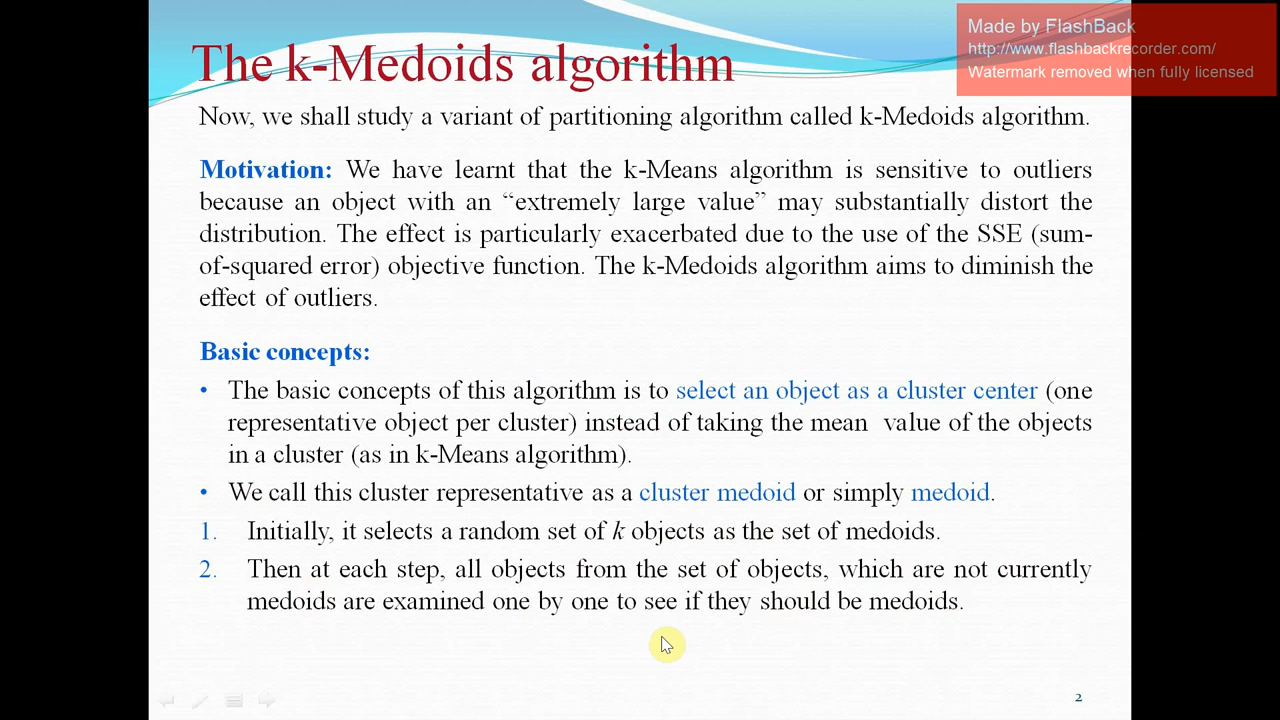 Made by FlashBack
http://www.flashbackrecorder.com/
Watermark removed when fully licensed
The k-Medoids algorithm
Now, we shall study a variant of partitioning algorithm called k-Medoids algorithm.
Motivation: We have learnt that the k-Means algorithm is sensitive to outliers
because an object with an “extremely large value” may substantially distort the
distribution. The effect is particularly exacerbated due to the use of the SSE (sum-
of-squared error) objective function. The k-Medoids algorithm aims to diminish the
effect of outliers.
Basic concepts:
• The basic concepts of this algorithm is to select an object as a cluster center (one
representative object per cluster) instead of taking the mean value of the objects
in a cluster (as in k-Means algorithm).
• We call this cluster representative as a cluster medoid or simply medoid.
1. Initially, it selects a random set of k objects as the set of medoids.
2. Then at each step, all objects from the set of objects, which are not currently
medoids are examined one by one to see if they should be medoids.
2